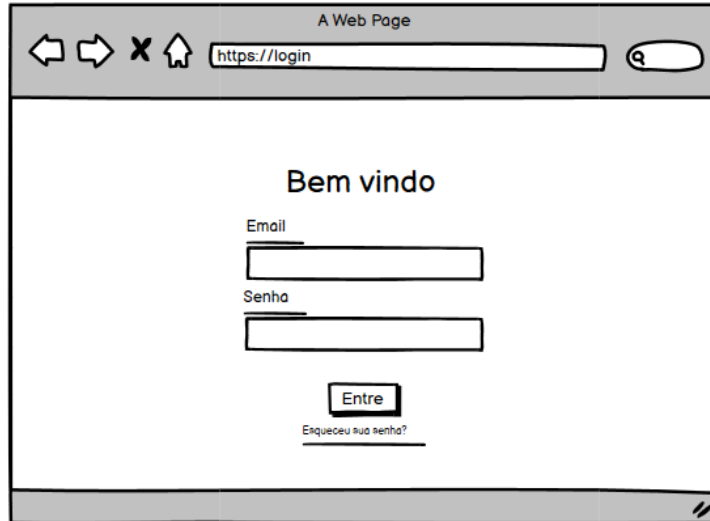 A Web Page
https://login
Bem vindo
Email
Senha
Entre
Esqueceu sua senha?